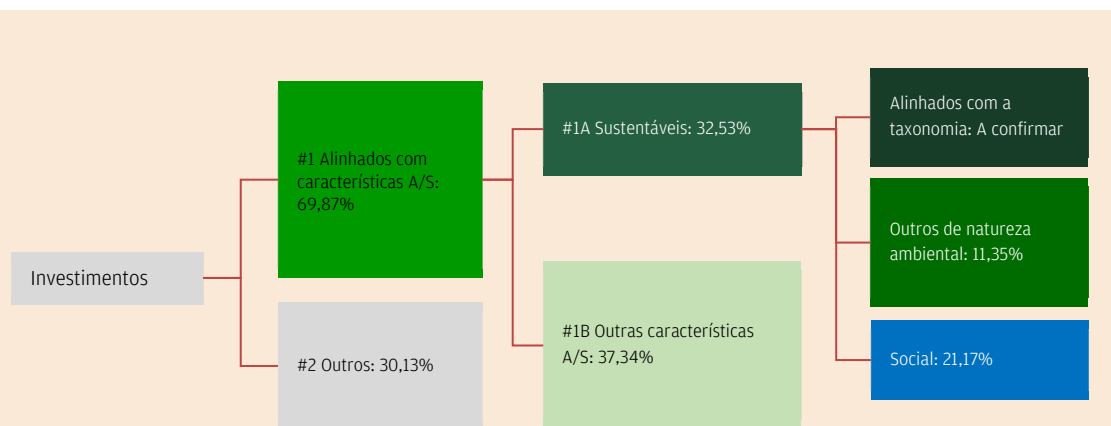 Investimentos
#1 Alinhados com
características A/S:
69,87%
#2 Outros: 30,13%
#1A Sustentáveis: 32,53%
#1B Outras características
A/S: 37,34%
Alinhados com a
taxonomia: A confirmar
Outros de natureza
ambiental: 11,35%
Social: 21,17%